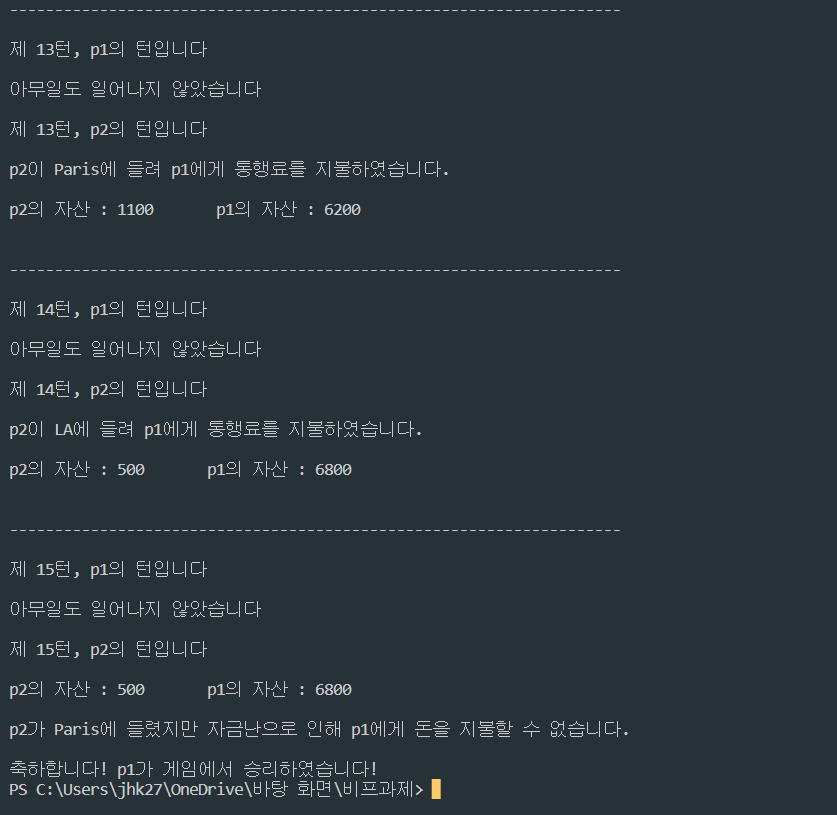 --------------------------------------------------------------------
제 13턴, p1의 턴입니다
아무일도 일어나지 않았습니다
제 13턴, p2의 턴입니다
p2이 Paris에 들려 p1에게 통행료를 지불하였습니다.
p2의 자산 : 1100       p1의 자산 : 6200
--------------------------------------------------------------------
제 14턴, p1의 턴입니다
아무일도 일어나지 않았습니다
제 14턴, p2의 턴입니다
p2이 LA에 들려 p1에게 통행료를 지불하였습니다.
p2의 자산 : 500       p1의 자산 : 6800
--------------------------------------------------------------------
제 15턴, p1의 턴입니다
아무일도 일어나지 않았습니다
제 15턴, p2의 턴입니다
p2의 자산 : 500       p1의 자산 : 6800
p2가 Paris에 들렸지만 자금난으로 인해 p1에게 돈을 지불할 수 없습니다.
축하합니다! p1가 게임에서 승리하였습니다!
PS C:\Users\jhk27\OneDrive\바탕 화면\비프과제>